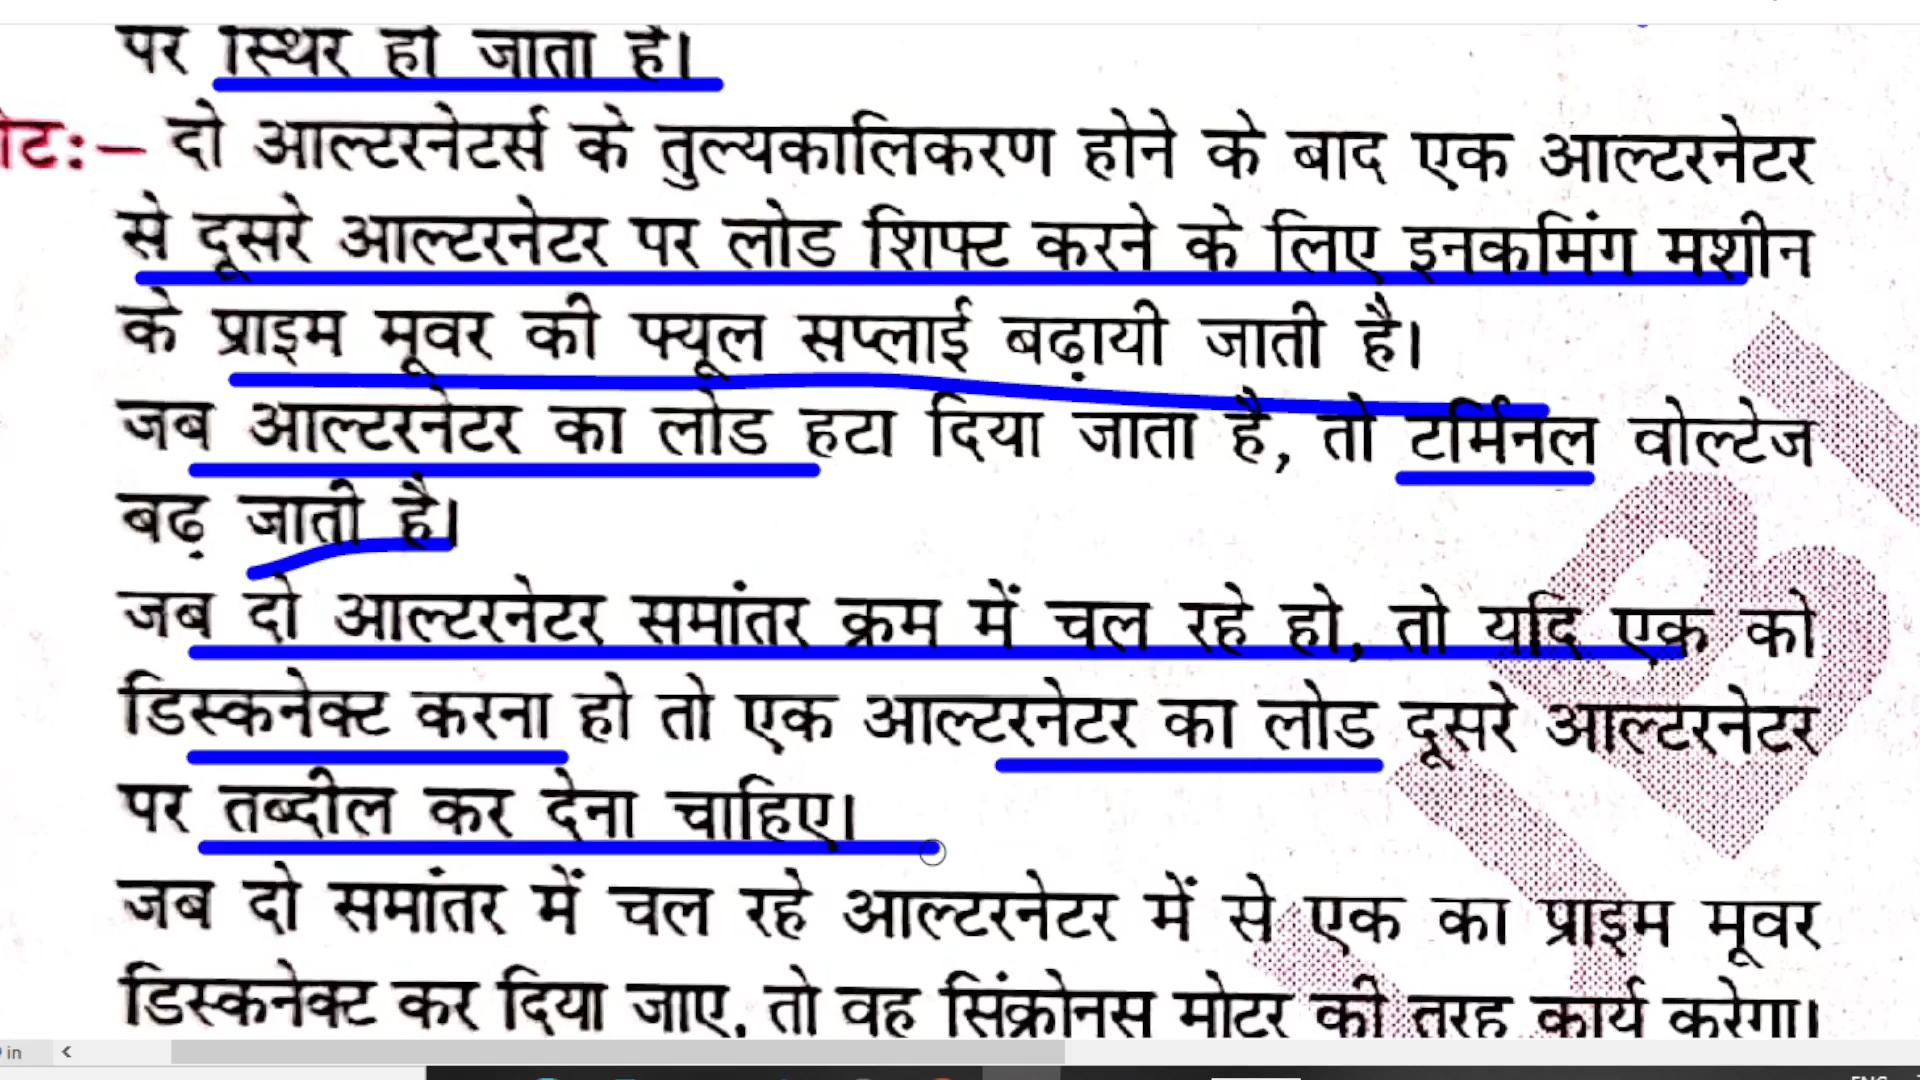 पर स्थिर हो जाता है।
नोट:– दो आल्टरनेटर्स के तुल्यकालिकरण होने के बाद एक आल्टरनेटर
से दूसरे आल्टरनेटर पर लोड शिफ्ट करने के लिए इनकमिंग मशीन
के प्राइम मूवर की फ्यूल सप्लाई बढ़ायी जाती है।
जब आल्टरनेटर का लोड हटा दिया जाता है, तो टर्मिनल वोल्टेज
बढ़ जाती है।
जब दो आल्टरनेटर समांतर क्रम में चल रहे हो, तो यदि एक को
डिस्कनेक्ट करना हो तो एक आल्टरनेटर का लोड दूसरे आल्टरनेटर
पर तब्दील कर देना चाहिए।
जब दो समांतर में चल रहे आल्टरनेटर में से एक का प्राइम मूवर
डिस्कनेक्ट कर दिया जाए, तो वह सिंक्रोनस मोटर की तरह कार्य करेगा।
in